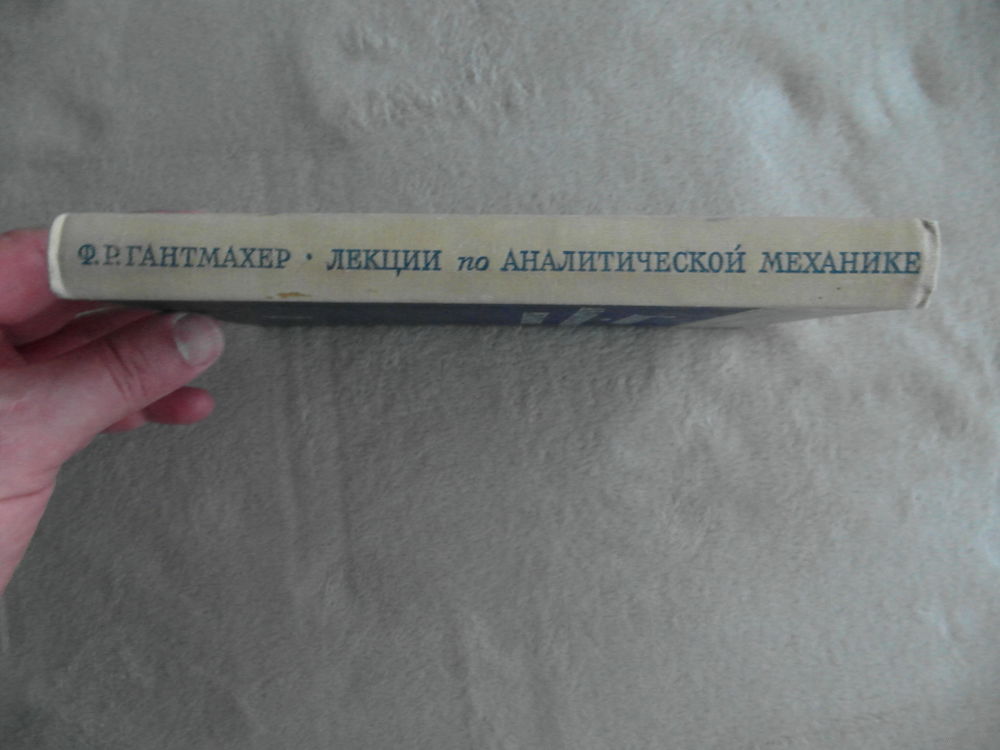 Ф. Р. ГАНТМАХЕР · ЛЕКЦИИ по АНАЛИТИЧЕСКОЙ МЕХАНИКЕ